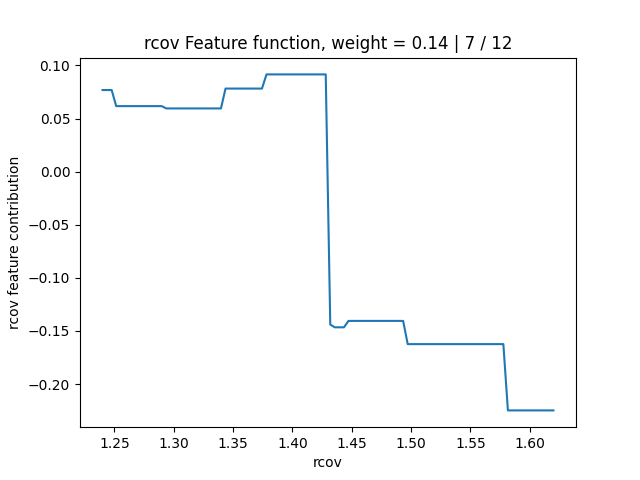 rcov Feature function, weight = 0.14 | 7 / 12
rcov feature contribution
0.10
0.05
0.00
−0.05
−0.10
−0.15
−0.20
1.25 1.30 1.35 1.40 1.45 1.50 1.55 1.60
rcov